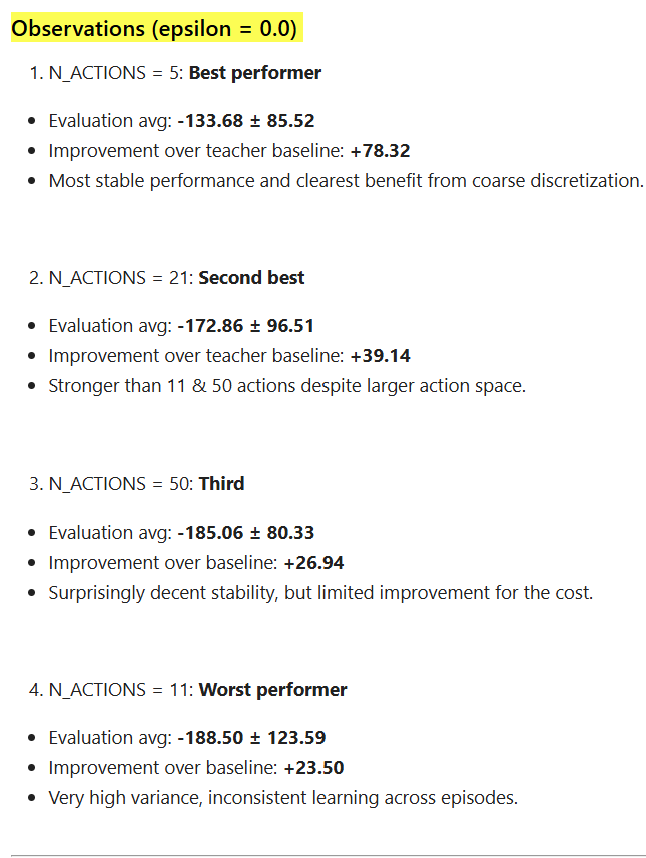 Observations (epsilon = 0.0)
1. N_ACTIONS = 5: Best performer
• Evaluation avg: -133.68 ± 85.52
• Improvement over teacher baseline: +78.32
• Most stable performance and clearest benefit from coarse discretization.
2. N_ACTIONS = 21: Second best
• Evaluation avg: -172.86 ± 96.51
• Improvement over teacher baseline: +39.14
• Stronger than 11 & 50 actions despite larger action space.
3. N_ACTIONS = 50: Third
• Evaluation avg: -185.06 ± 80.33
• Improvement over baseline: +26.94
• Surprisingly decent stability, but limited improvement for the cost.
4. N_ACTIONS = 11: Worst performer
• Evaluation avg: -188.50 ± 123.59
• Improvement over baseline: +23.50
• Very high variance, inconsistent learning across episodes.